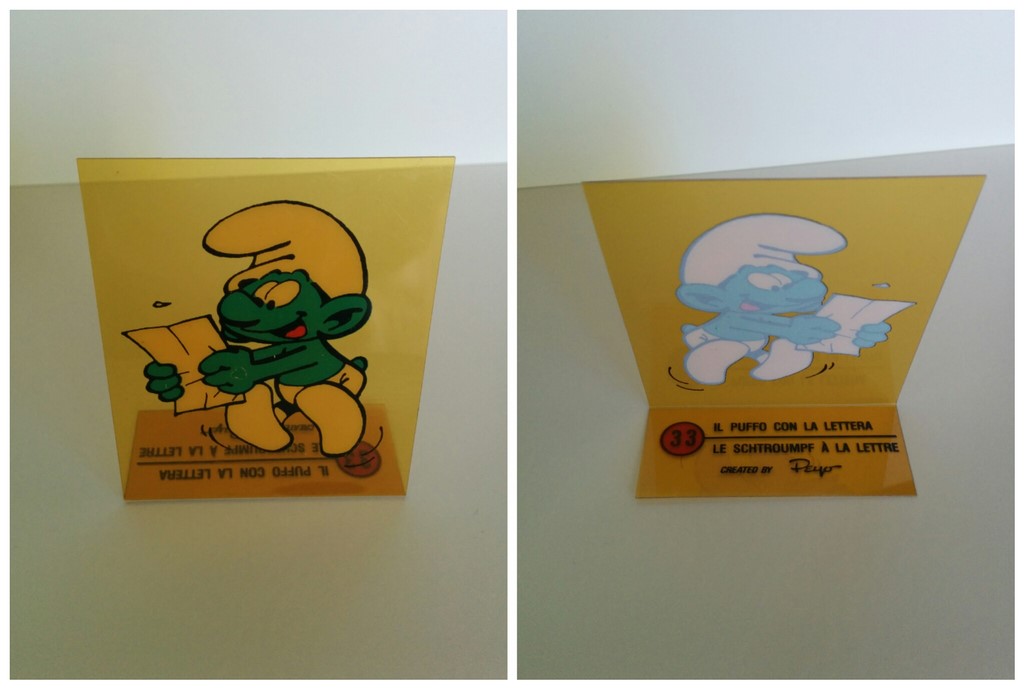 33
IL PUFFO CON LA LETTERA
LE SCHTROUMPF À LA LETTRE
CREATED BY Peyo